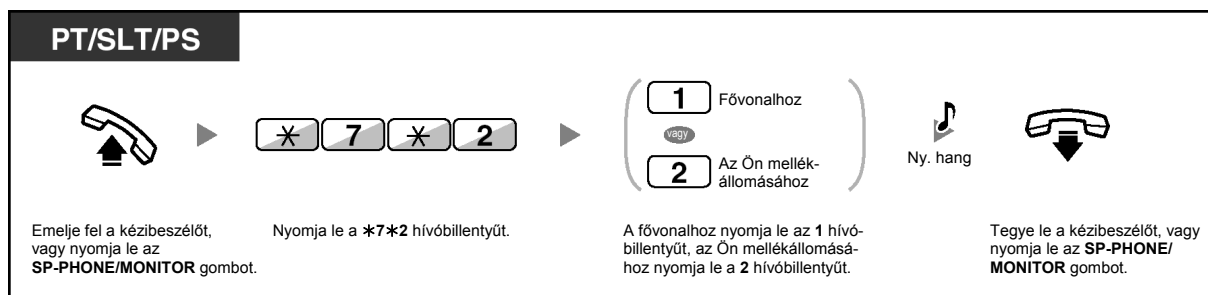 PT/SLT/PS
✳ 7 ✳ 2
1 Fővonalhoz
vagy
2 Az Ön mellék-
állomásához
Ny. hang
Emelje fel a kézibeszélőt,
vagy nyomja le az
SP-PHONE/MONITOR gombot.
Nyomja le a ✳7✳2 hívóbillentyűt.
A fővonalhoz nyomja le az 1 hívó-
billentyűt, az Ön mellékállomásá-
hoz nyomja le a 2 hívóbillentyűt.
Tegye le a kézibeszélőt, vagy
nyomja le az SP-PHONE/
MONITOR gombot.